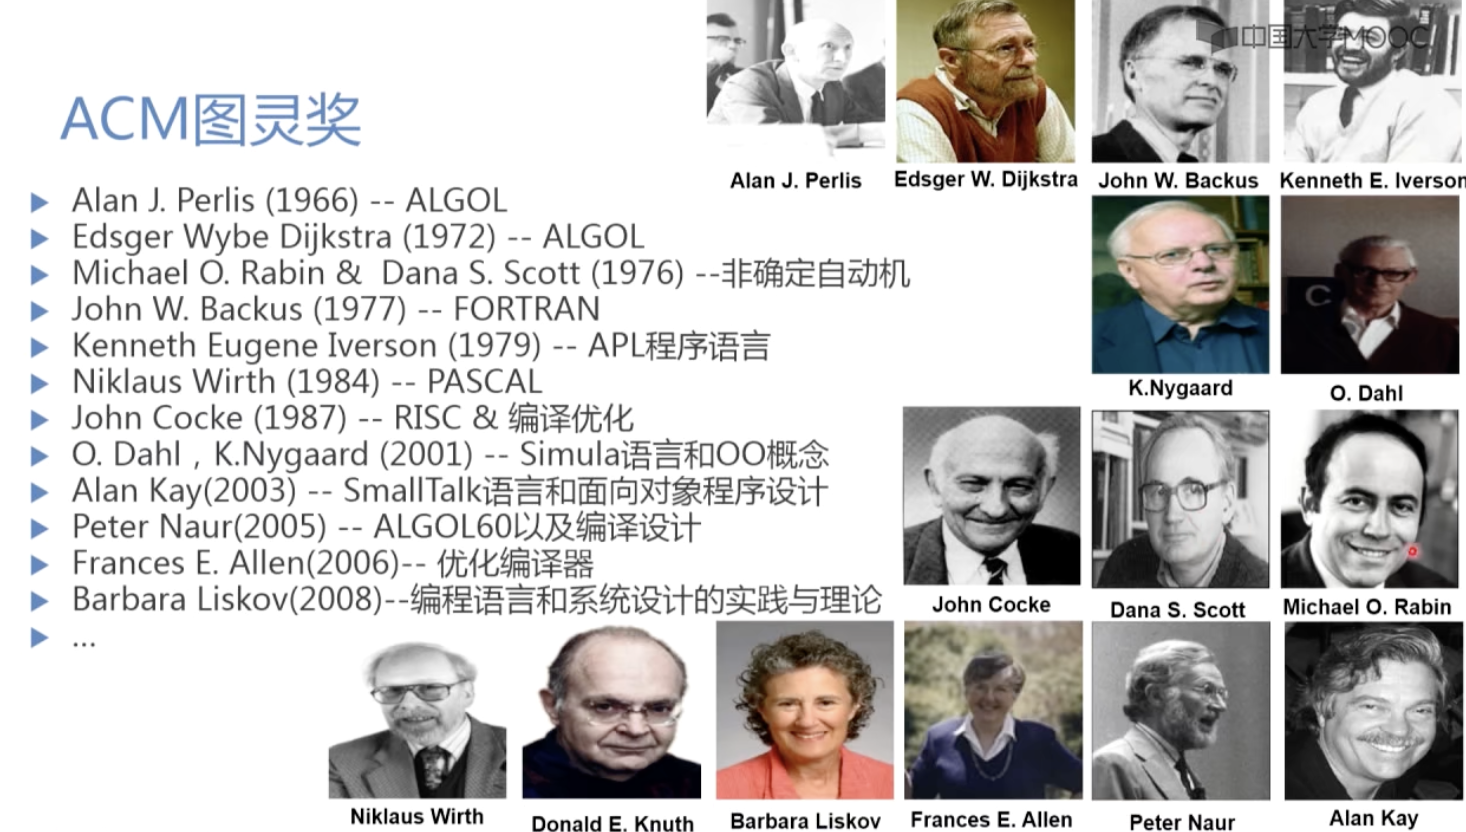 中国大学MOOC
ACM图灵奖
Alan J. Perlis
Edsger W. Dijkstra
John W. Backus
Kenneth E. Iverson
Alan J. Perlis (1966) -- ALGOL
Edsger Wybe Dijkstra (1972) -- ALGOL
Michael O. Rabin & Dana S. Scott (1976) --非确定自动机
John W. Backus (1977) -- FORTRAN
Kenneth Eugene Iverson (1979) -- APL程序语言
Niklaus Wirth (1984) -- PASCAL
John Cocke (1987) -- RISC & 编译优化
O. Dahl，K.Nygaard (2001) -- Simula语言和OO概念
Alan Kay(2003) -- SmallTalk语言和面向对象程序设计
Peter Naur(2005) -- ALGOL60以及编译设计
Frances E. Allen(2006)-- 优化编译器
Barbara Liskov(2008)--编程语言和系统设计的实践与理论
...
C
K.Nygaard
O. Dahl
John Cocke
Dana S. Scott
Michael O. Rabin
Niklaus Wirth
Donald E. Knuth
Barbara Liskov
Frances E. Allen
Peter Naur
Alan Kay